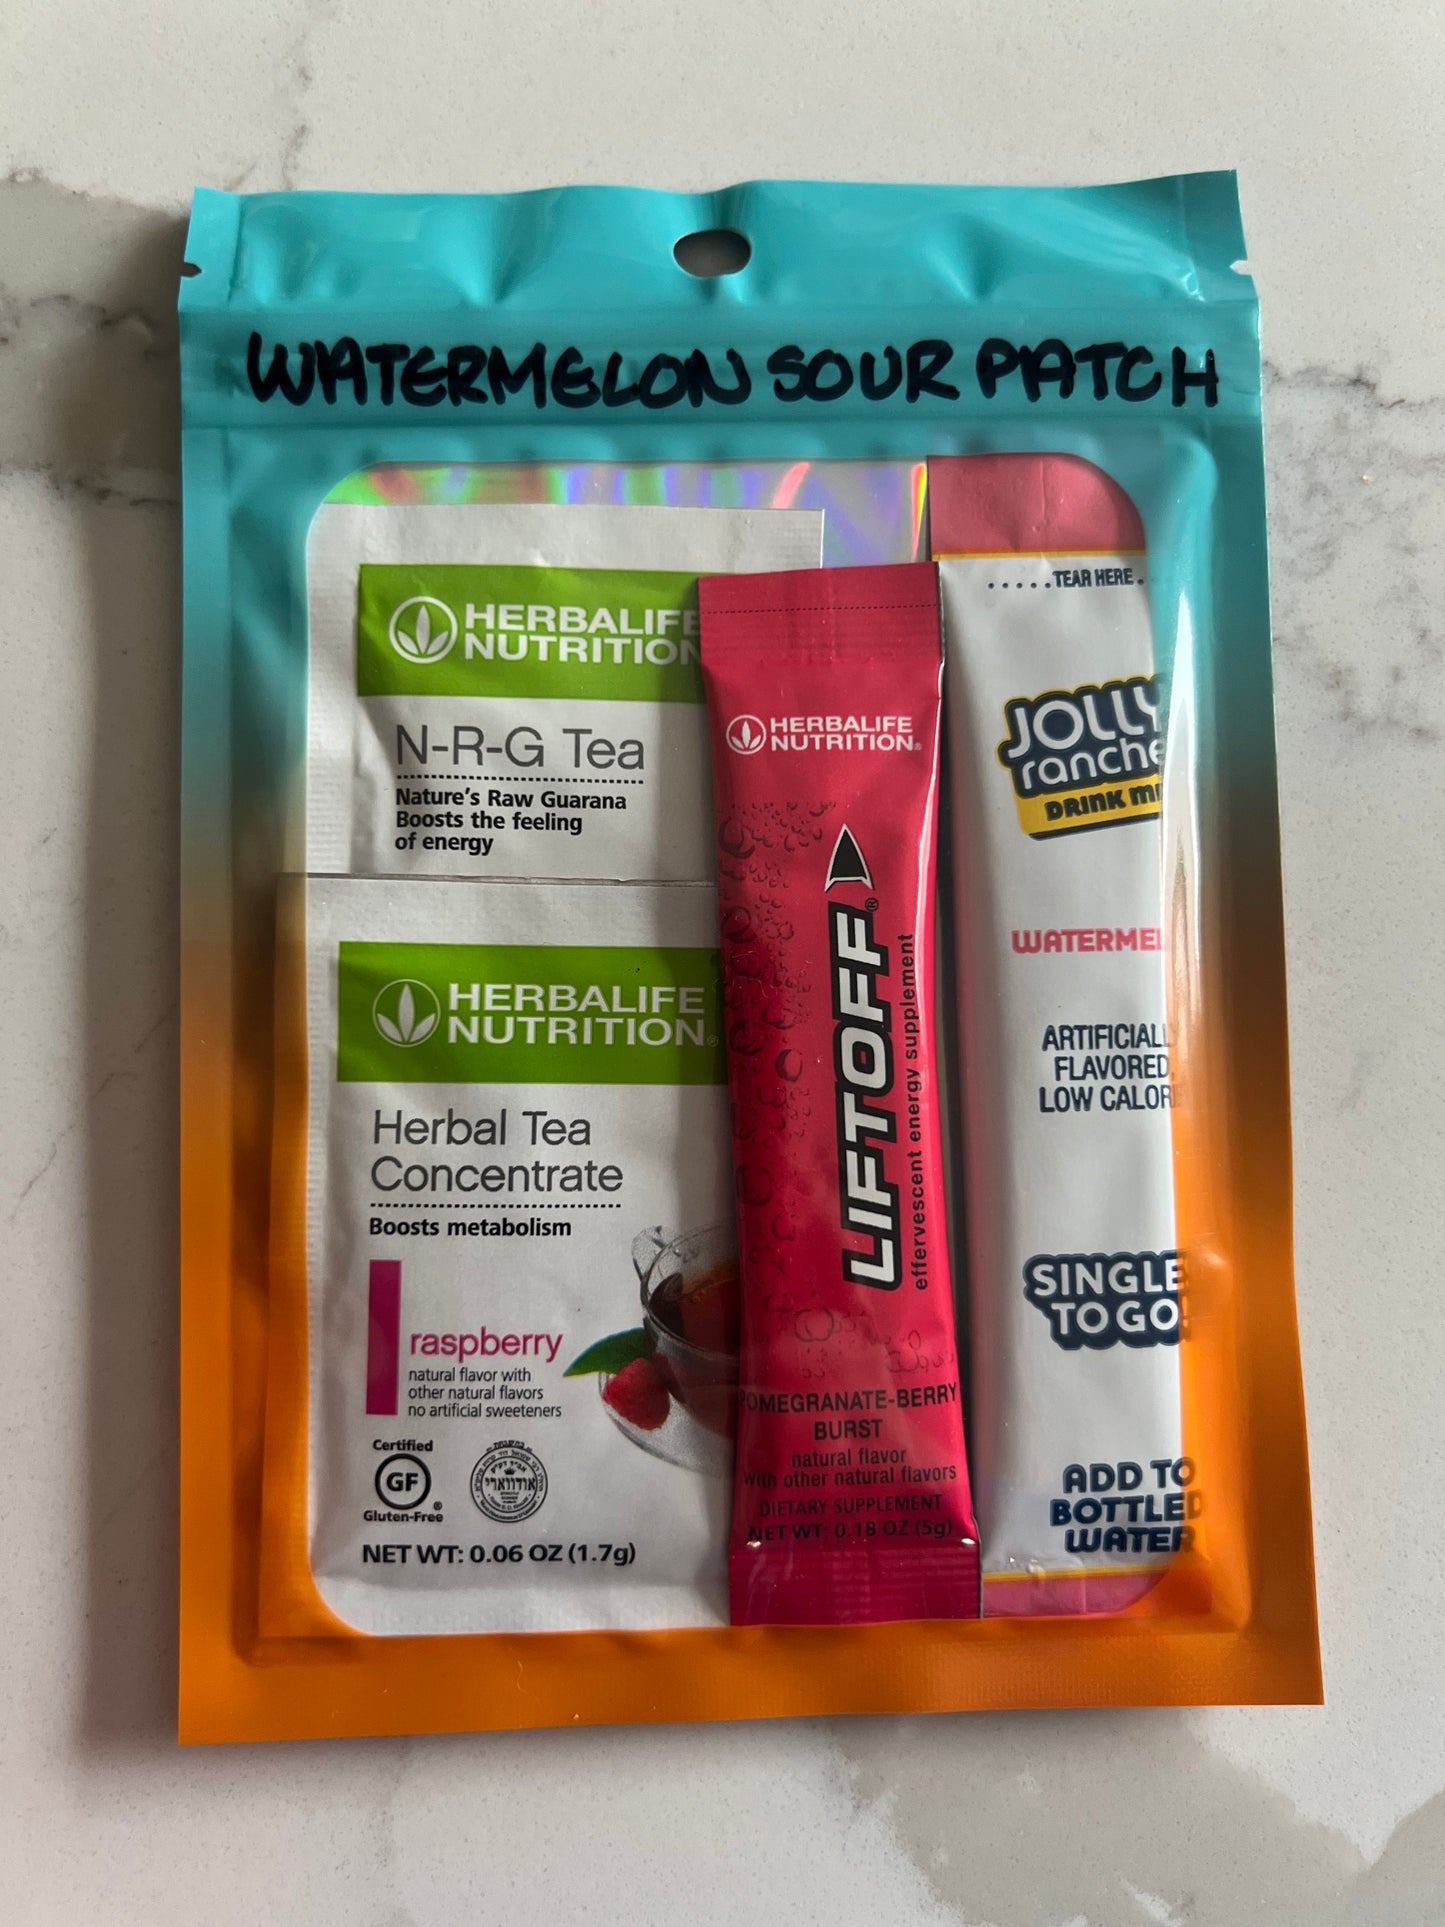 WATERMELON SOUR PATCH
HERBALIFE
NUTRITION
N-R-G Tea
Nature's Raw Guarana
Boosts the feeling
of energy
HERBALIFE
NUTRITION®
Herbal Tea
Concentrate
Boosts metabolism
raspberry
natural flavor with
other natural flavors
no artificial sweeteners
Certified
GF
®
Gluten-Free
NET WT: 0.06 OZ (1.7g)
HERBALIFE
NUTRITION®
LIFTOFF®
effervescent energy supplement
POMEGRANATE-BERRY
BURST
natural flavor
with other natural flavors
DIETARY SUPPLEMENT
NET WT: 0.18 OZ (5g)
.....TEAR HERE.
JOLLY
ranche
DRINK MI
WATERMEL
ARTIFICIALL
FLAVORED,
LOW CALOR
SINGLE
TO GO!
ADD TO
BOTTLED
WATER